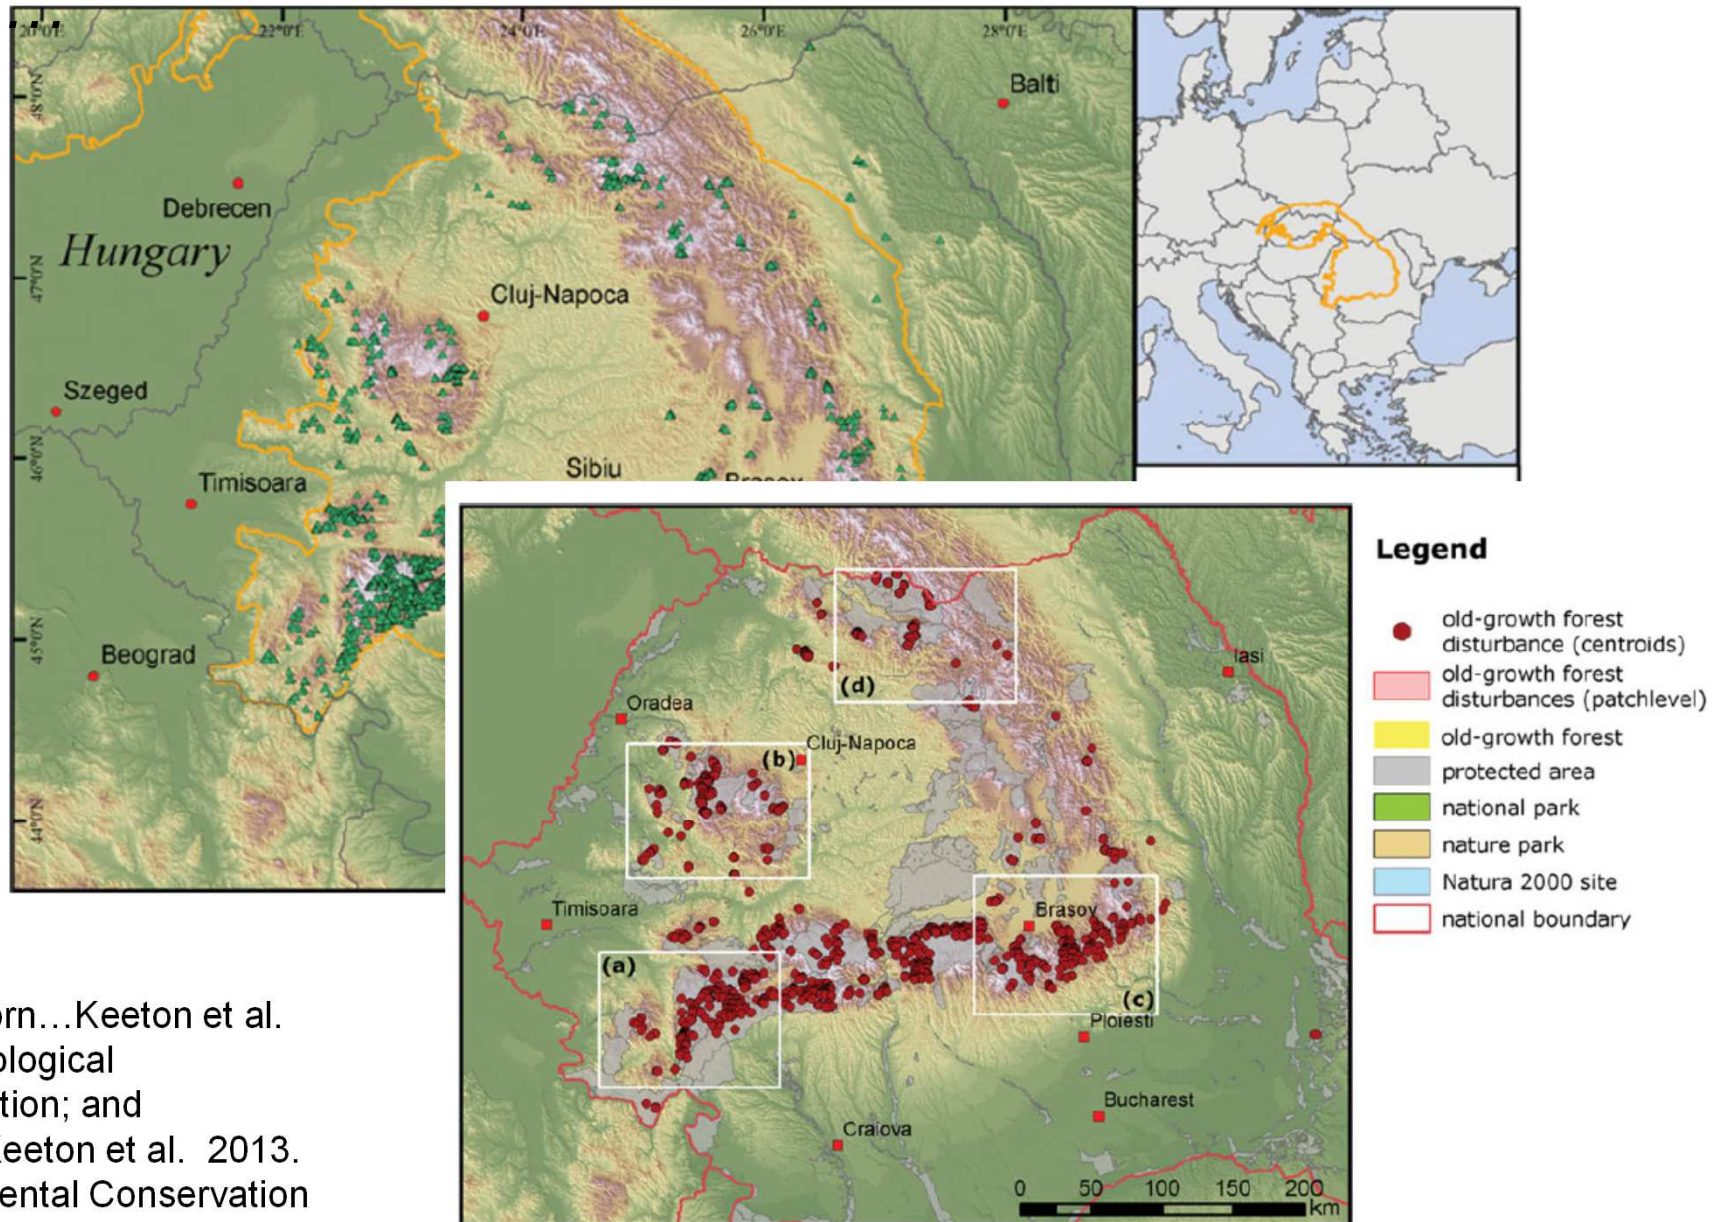 ...
20°0'E
22°0'E
24°0'E
26°0'E
28°0'E
48°0'N
Balti
Debrecen
Hungary
47°0'N
Cluj-Napoca
Szeged
46°0'N
Timisoara
Sibiu
Brasov
45°0'N
Beograd
44°0'N
Legend
old-growth forest
disturbance (centroids)
old-growth forest
disturbances (patchlevel)
old-growth forest
protected area
national park
nature park
Natura 2000 site
national boundary
Iasi
(d)
Oradea
Cluj-Napoca
(b)
Timisoara
Brasov
(a)
(c)
Ploiesti
Bucharest
Craiova
0 50 100 150 200
km
orn…Keeton et al.
ological
tion; and
Keeton et al. 2013.
ental Conservation